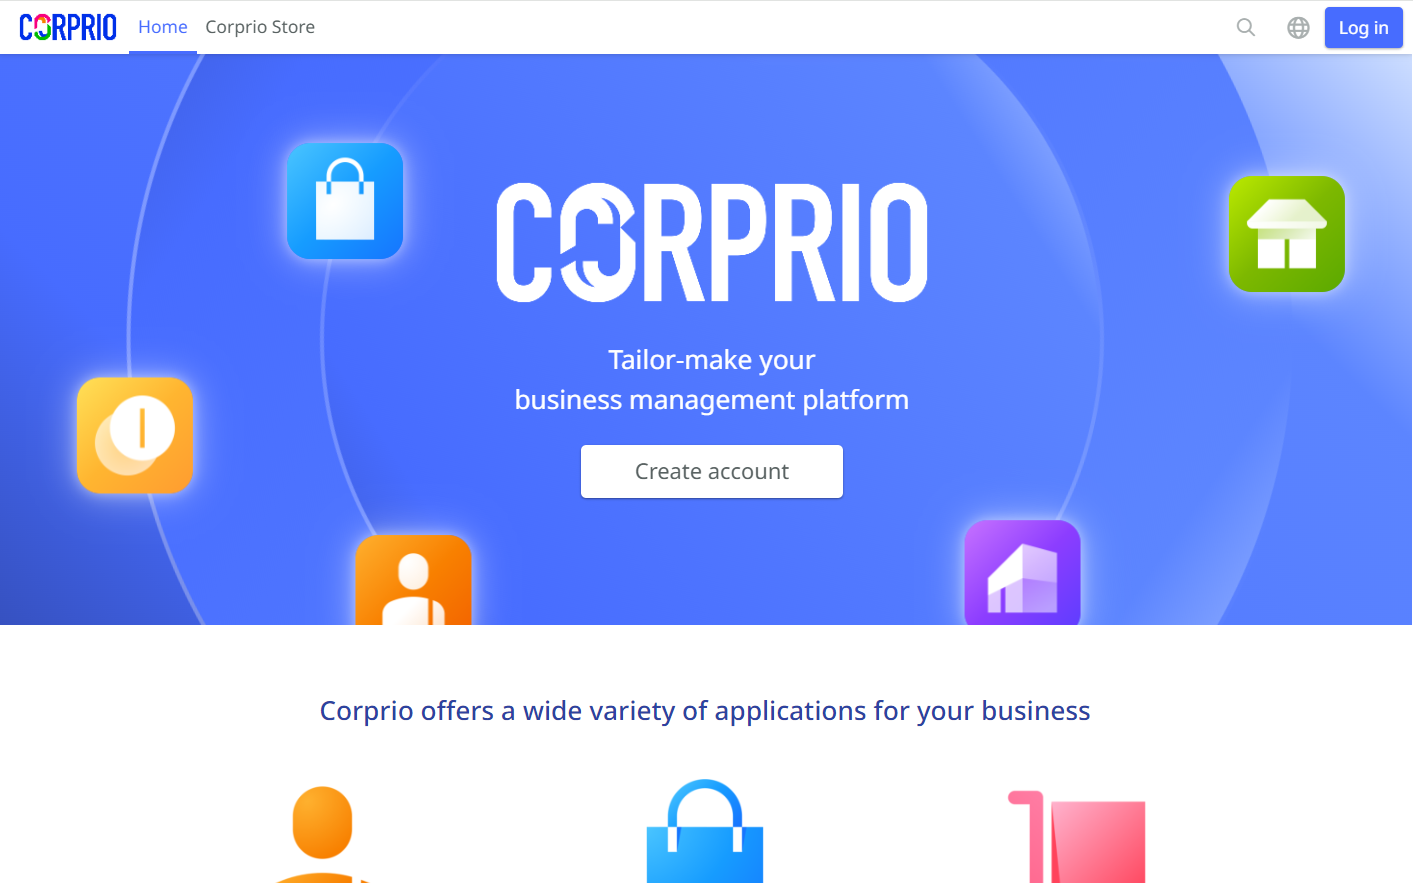 CORPRIO
Home
Corprio Store
Log in
CORPRIO
Tailor-make your
business management platform
Create account
Corprio offers a wide variety of applications for your business